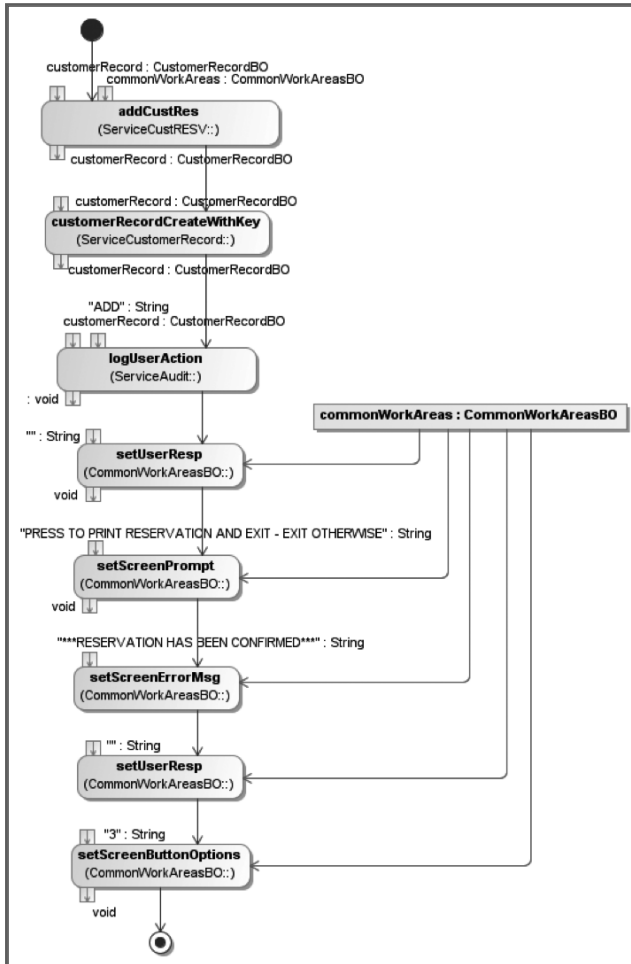 customerRecord : CustomerRecordBO
commonWorkAreas : CommonWorkAreasBO
addCustRes
(ServiceCustRESV::)
customerRecord : CustomerRecordBO
customerRecord : CustomerRecordBO
customerRecordCreateWithKey
(ServiceCustomerRecord::)
customerRecord : CustomerRecordBO
"ADD" : String
customerRecord : CustomerRecordBO
logUserAction
(ServiceAudit::)
: void
commonWorkAreas : CommonWorkAreasBO
"" : String
setUserResp
(CommonWorkAreasBO::)
void
"PRESS TO PRINT RESERVATION AND EXIT - EXIT OTHERWISE" : String
setScreenPrompt
(CommonWorkAreasBO::)
void
"***RESERVATION HAS BEEN CONFIRMED***" : String
setScreenErrorMsg
(CommonWorkAreasBO::)
"" : String
setUserResp
(CommonWorkAreasBO::)
"3" : String
setScreenButtonOptions
(CommonWorkAreasBO::)
void